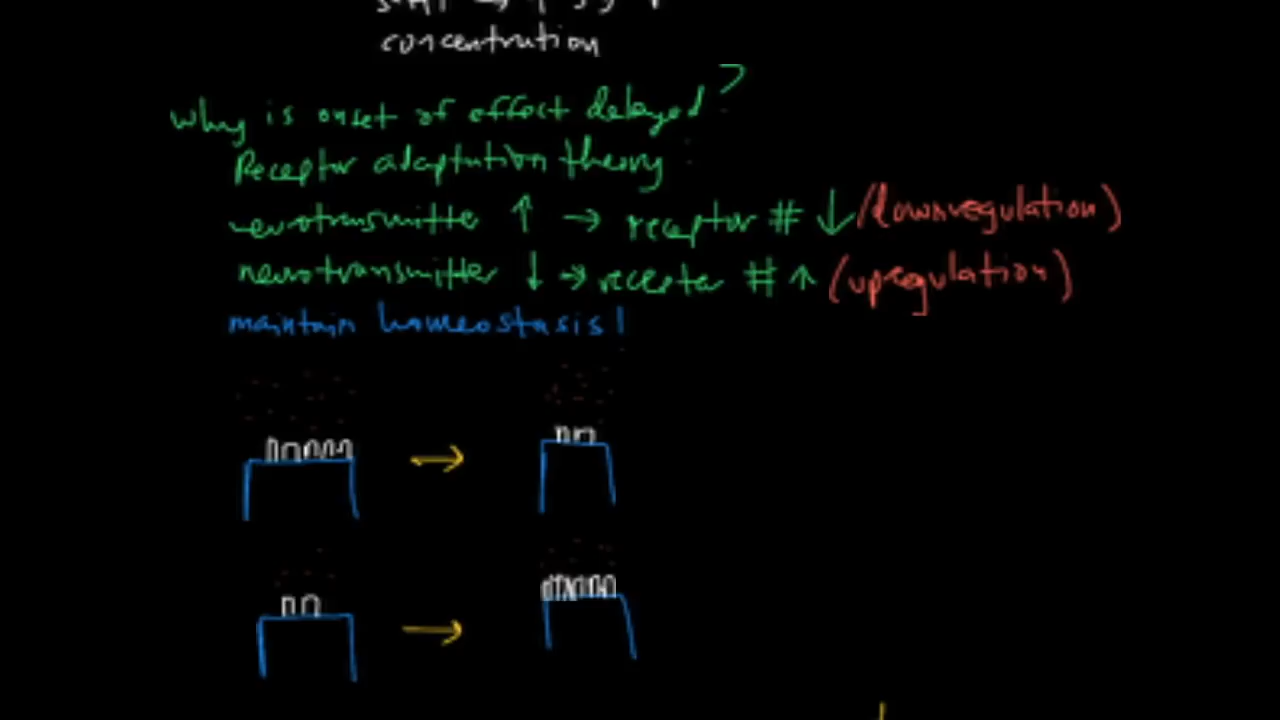 concentration
why is onset of effect delayed?
Receptor adaptation theory
neurotransmitter ↑ → receptor # ↓ (downregulation)
neurotransmitter ↓ → receptor # ↑ (upregulation)
maintain homeostasis!